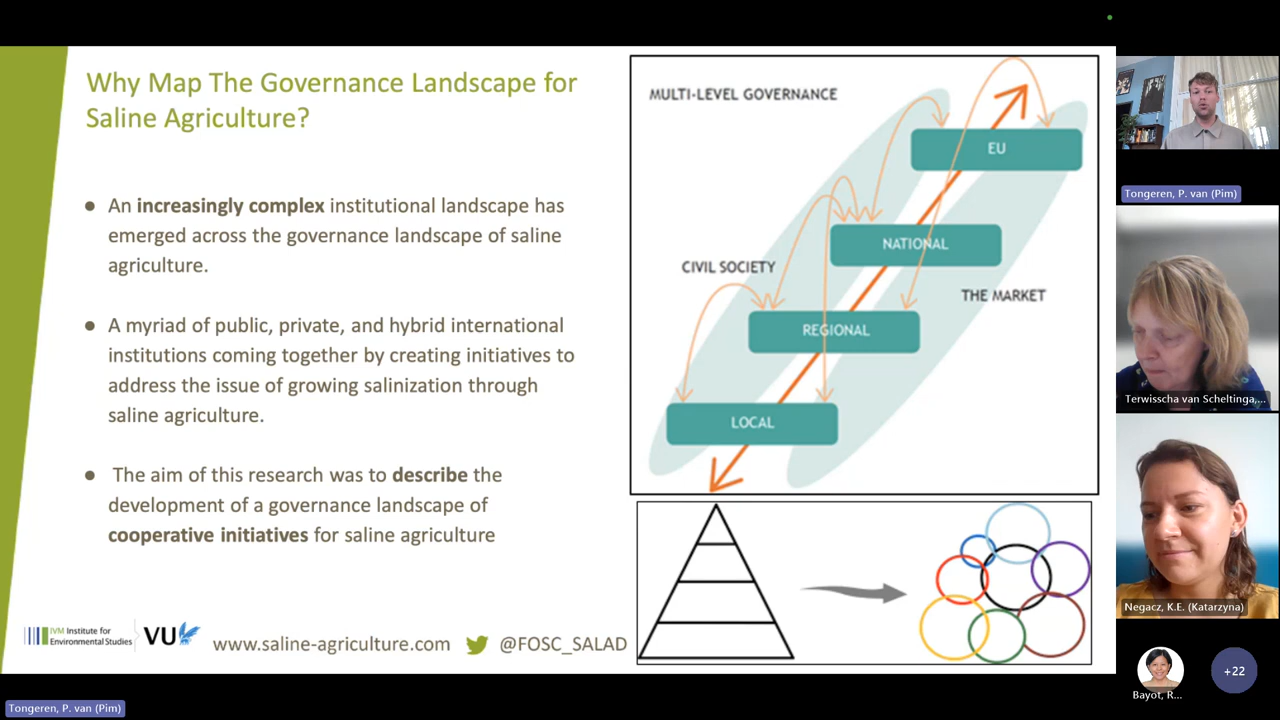 Why Map The Governance Landscape for
Saline Agriculture?
● An increasingly complex institutional landscape has
emerged across the governance landscape of saline
agriculture.
● A myriad of public, private, and hybrid international
institutions coming together by creating initiatives to
address the issue of growing salinization through
saline agriculture.
● The aim of this research was to describe the
development of a governance landscape of
cooperative initiatives for saline agriculture
IVM Institute for
Environmental Studies
VU
www.saline-agriculture.com
@FOSC_SALAD
MULTI-LEVEL GOVERNANCE
EU
NATIONAL
CIVIL SOCIETY
THE MARKET
REGIONAL
LOCAL
Tongeren, P. van (Pim)
Terwisscha van Scheltinga,...
Negacz, K.E. (Katarzyna)
Bayot, R...
+22
Tongeren, P. van (Pim)